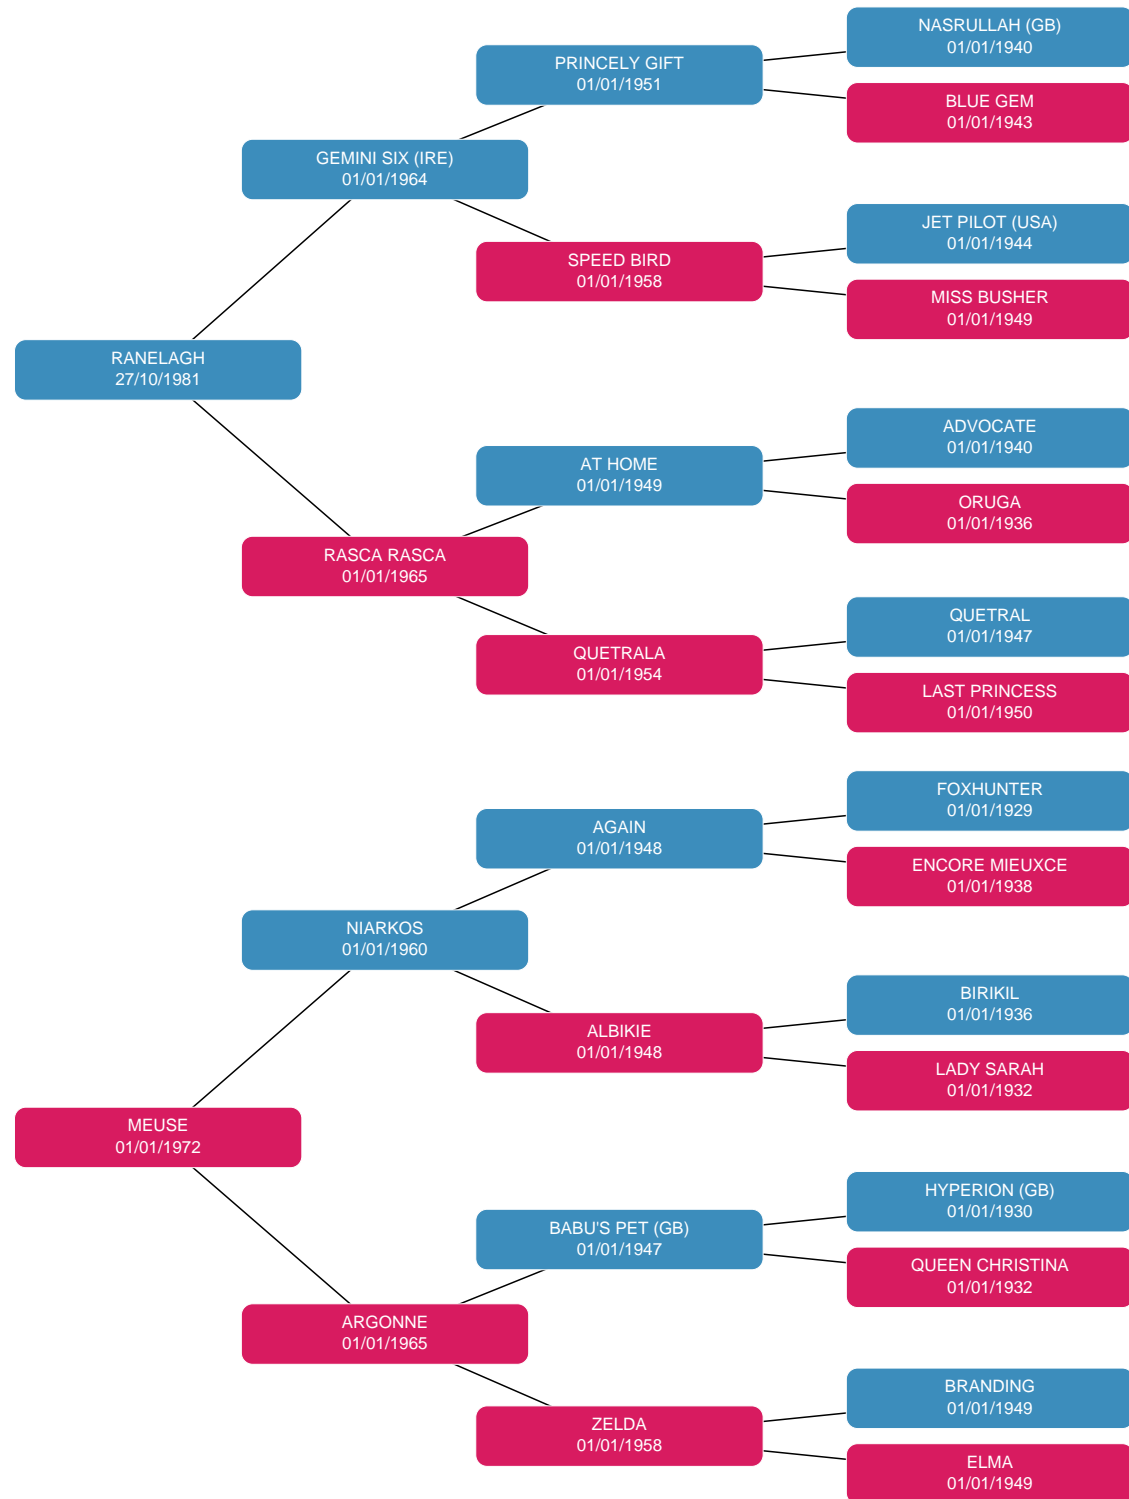 NASRULLAH (GB)
01/01/1940
PRINCELY GIFT
01/01/1951
BLUE GEM
01/01/1943
GEMINI SIX (IRE)
01/01/1964
JET PILOT (USA)
01/01/1944
SPEED BIRD
01/01/1958
MISS BUSHER
01/01/1949
RANELAGH
27/10/1981
ADVOCATE
01/01/1940
AT HOME
01/01/1949
ORUGA
01/01/1936
RASCA RASCA
01/01/1965
QUETRAL
01/01/1947
QUETRALA
01/01/1954
LAST PRINCESS
01/01/1950
FOXHUNTER
01/01/1929
AGAIN
01/01/1948
ENCORE MIEUXCE
01/01/1938
NIARKOS
01/01/1960
BIRIKIL
01/01/1936
ALBIKIE
01/01/1948
LADY SARAH
01/01/1932
MEUSE
01/01/1972
HYPERION (GB)
01/01/1930
BABU'S PET (GB)
01/01/1947
QUEEN CHRISTINA
01/01/1932
ARGONNE
01/01/1965
BRANDING
01/01/1949
ZELDA
01/01/1958
ELMA
01/01/1949